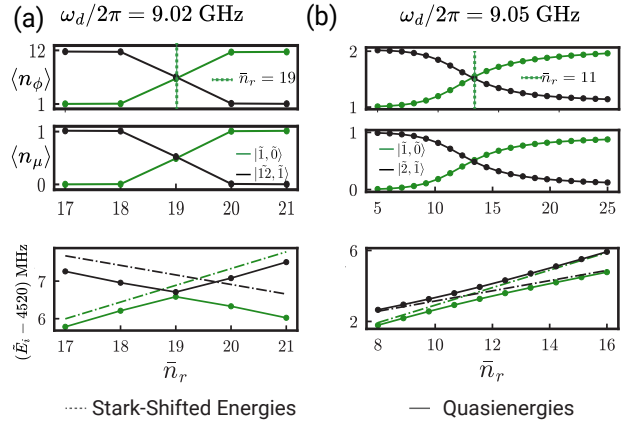 (a) ω_d/2π = 9.02 GHz
(b) ω_d/2π = 9.05 GHz
⟨n_ϕ⟩
12
1
n̄_r = 19
2
1
n̄_r = 11
⟨n_μ⟩
1
0
|1̃, 0̃⟩
|1̃2, 1̃⟩
17 18 19 20 21
1
0
|1̃, 0̃⟩
|2̃, 1̃⟩
5 10 15 20 25
(Ẽ_i − 4520) MHz
7
6
17 18 19 20 21
n̄_r
6
2
8 10 12 14 16
n̄_r
Stark-Shifted Energies
Quasienergies